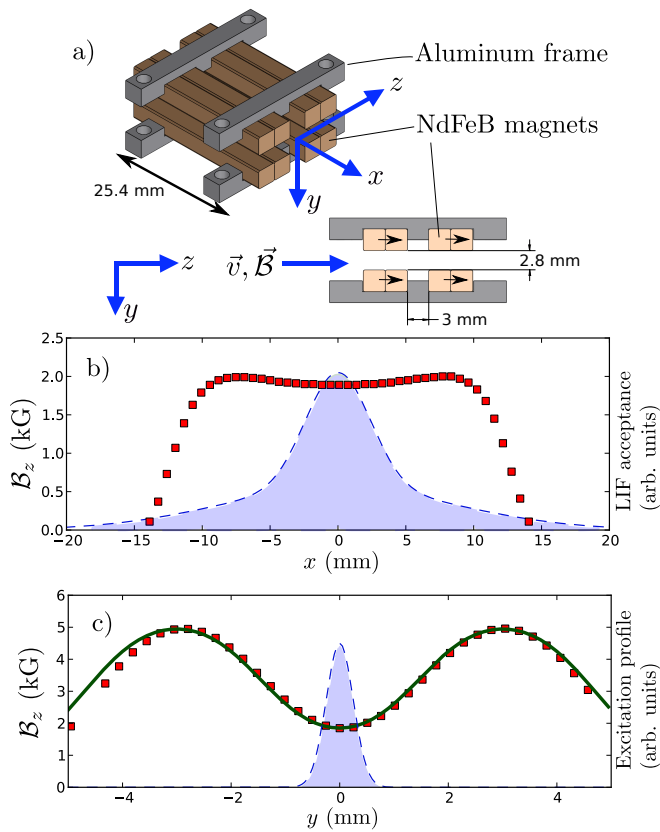 a)
Aluminum frame
z
NdFeB magnets
x
25.4 mm
y
z
v⃗, B⃗
2.8 mm
y
3 mm
b)
2.5
2.0
1.5
1.0
0.5
0.0
B_z (kG)
LIF acceptance
(arb. units)
−20 −15 −10 −5 0 5 10 15 20
x (mm)
c)
6
5
4
3
2
1
0
B_z (kG)
Excitation profile
(arb. units)
−4 −2 0 2 4
y (mm)